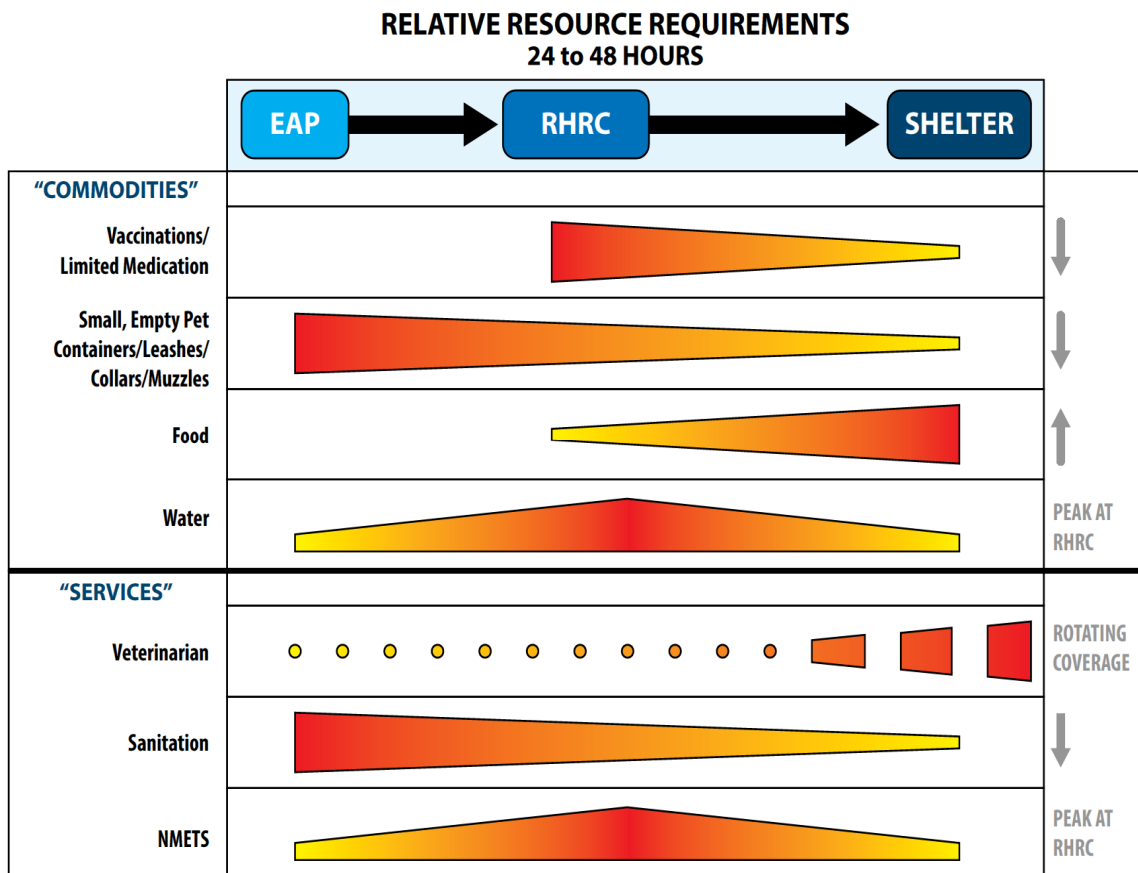 RELATIVE RESOURCE REQUIREMENTS
24 to 48 HOURS
EAP
RHRC
SHELTER
"COMMODITIES"
Vaccinations/
Limited Medication
Small, Empty Pet
Containers/Leashes/
Collars/Muzzles
Food
Water
PEAK AT
RHRC
"SERVICES"
Veterinarian
ROTATING
COVERAGE
Sanitation
NMETS
PEAK AT
RHRC